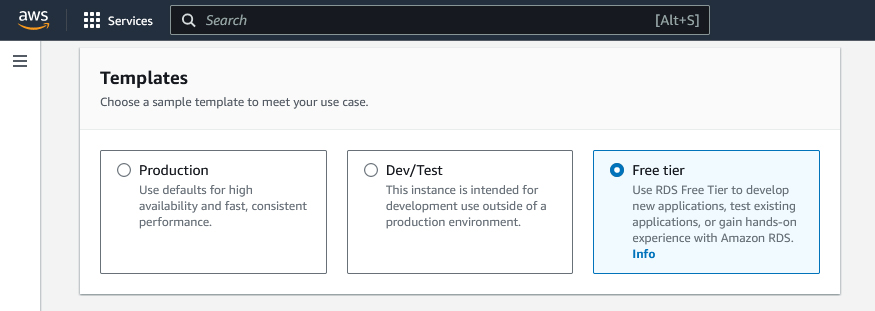 aws
Services
Search [Alt+S]
Templates
Choose a sample template to meet your use case.
Production
Use defaults for high
availability and fast, consistent
performance.
Dev/Test
This instance is intended for
development use outside of a
production environment.
Free tier
Use RDS Free Tier to develop
new applications, test existing
applications, or gain hands-on
experience with Amazon RDS.
Info